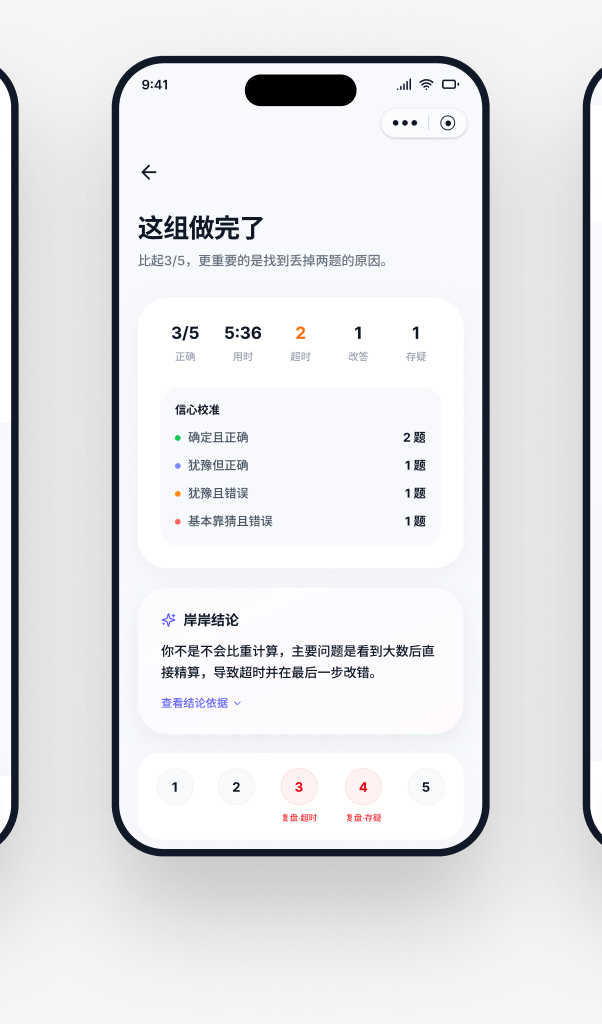 9:41
这组做完了
比起3/5，更重要的是找到丢掉两题的原因。
3/5 5:36 2 1 1
正确 用时 超时 改答 存疑
信心校准
确定且正确 2 题
犹豫但正确 1 题
犹豫且错误 1 题
基本靠猜且错误 1 题
岸岸结论
你不是不会比重计算，主要问题是看到大数后直
接精算，导致超时并在最后一步改错。
查看结论依据
1 2 3 4 5
复盘·超时 复盘·存疑